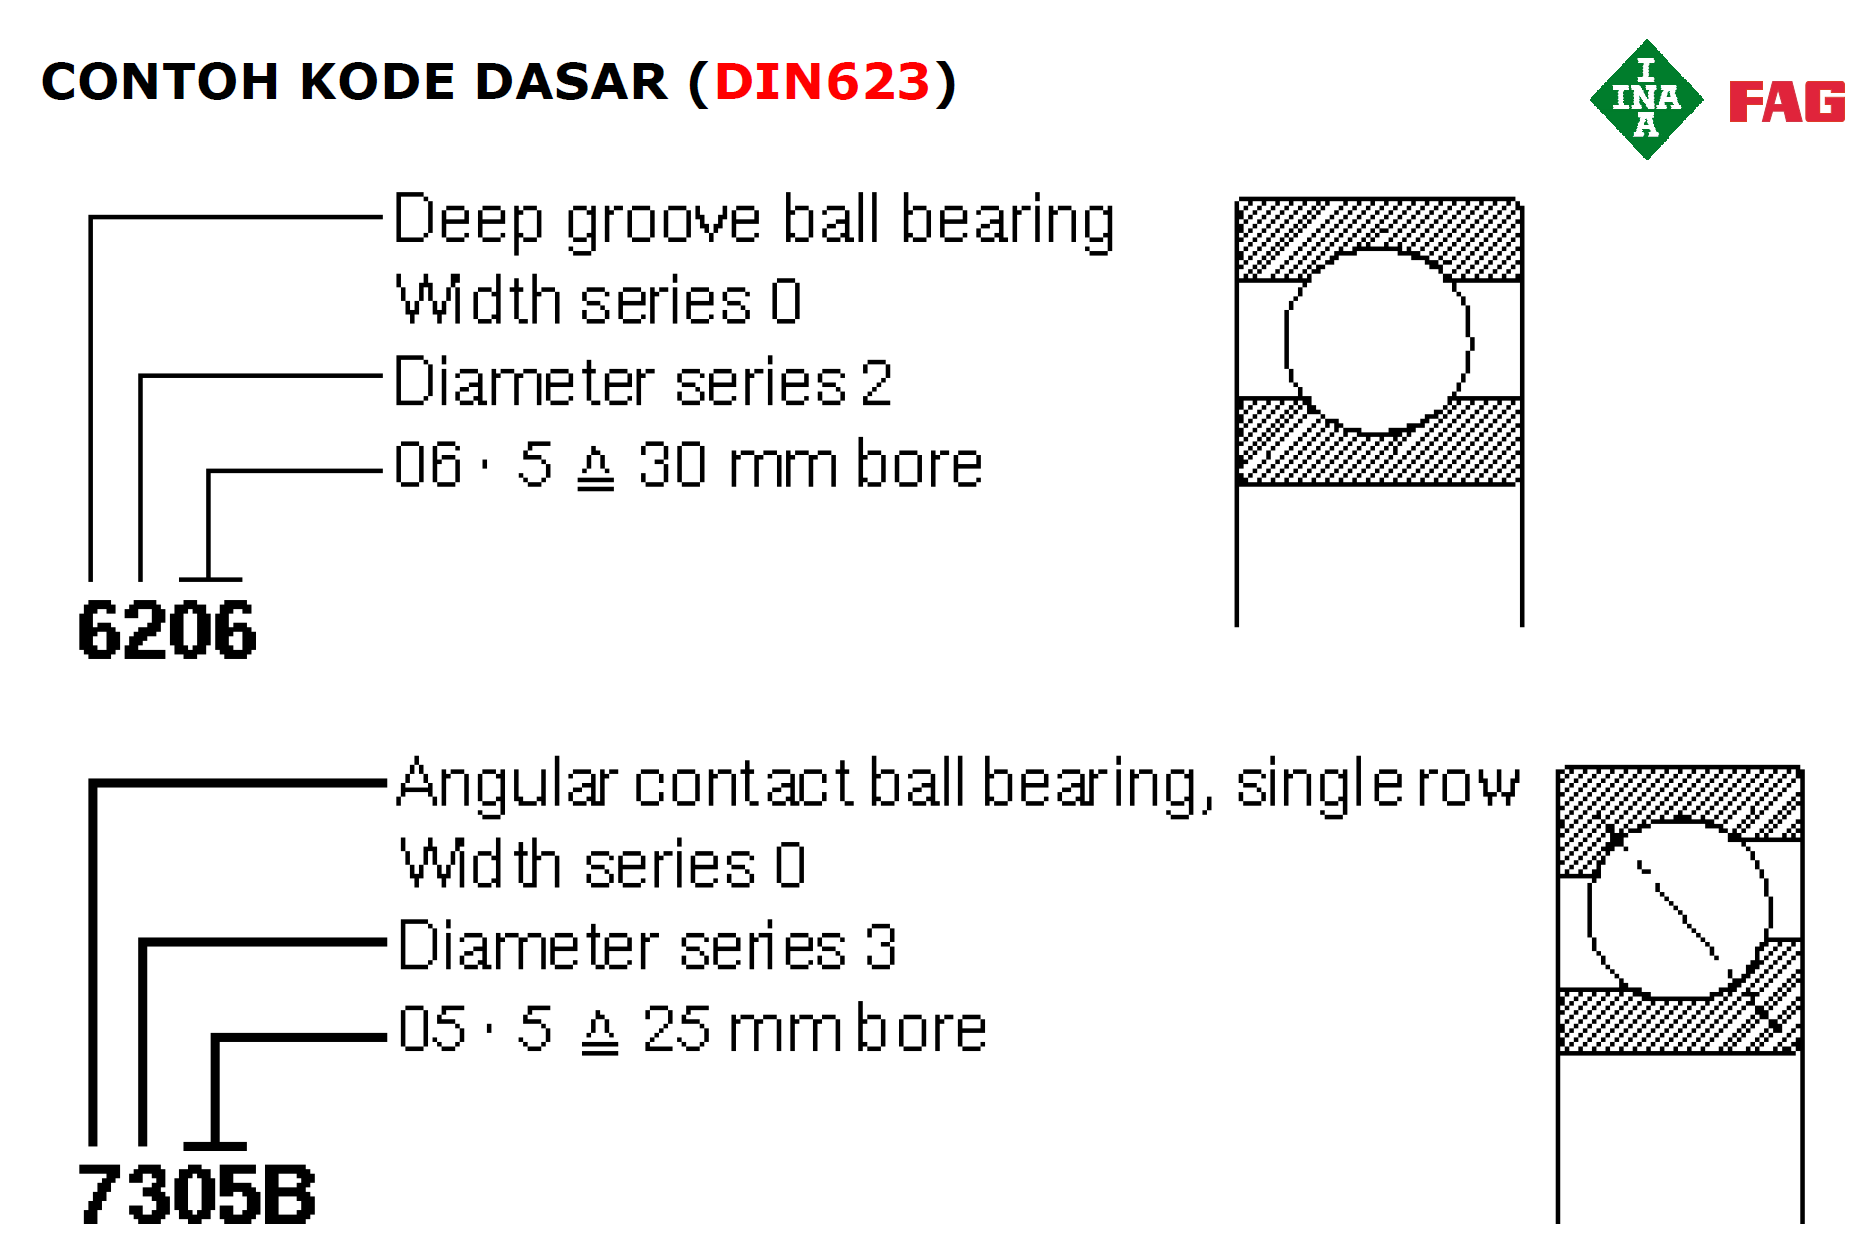 CONTOH KODE DASAR (DIN623)
I
INA
A
FAG
Deep groove ball bearing
Width series 0
Diameter series 2
06 · 5 ≙ 30 mm bore
6206
Angular contact ball bearing, single row
Width series 0
Diameter series 3
05 · 5 ≙ 25 mm bore
7305B